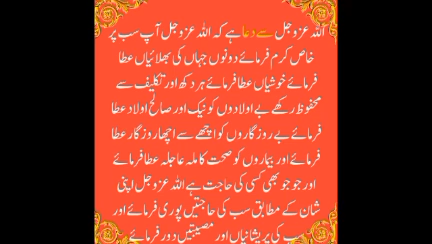 اللہ عزوجل سے دعا ہے کہ اللہ عزوجل آپ سب پر
خاص کرم فرمائے دونوں جہاں کی بھلائیاں عطا
فرمائے خوشیاں عطا فرمائے ہر دکھ اور تکلیف سے
محفوظ رکھے بے اولادوں کو نیک اور صالح اولاد عطا
فرمائے بے روزگاروں کو اچھے سے اچھا روزگار عطا
فرمائے اور بیماروں کو صحت کاملہ عاجلہ عطا فرمائے
اور جو جو بھی کسی کی حاجت ہے اللہ عزوجل اپنی
شان کے مطابق سب کی حاجتیں پوری فرمائے اور
سب کی پریشانیاں اور مصیبتیں دور فرمائے